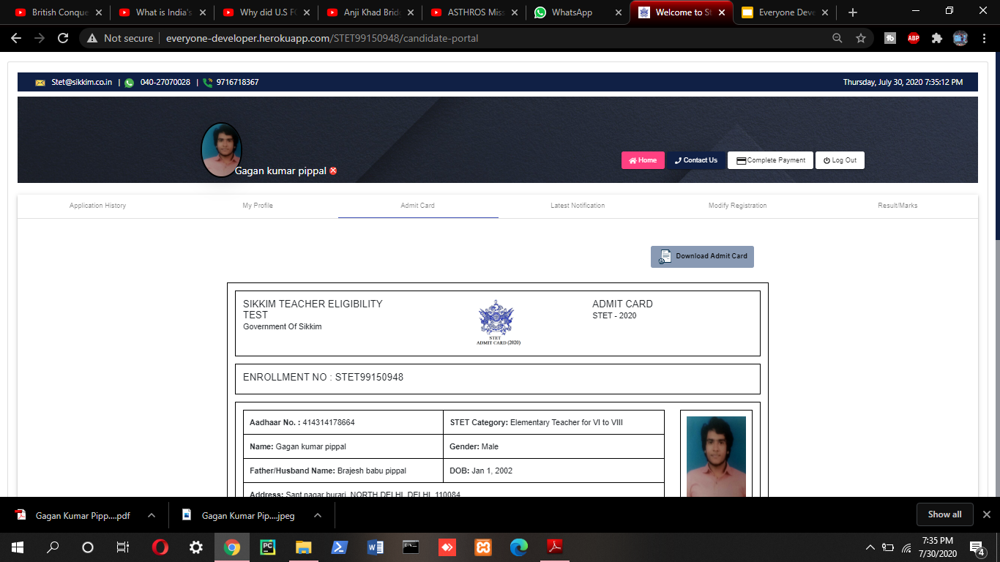 British Conque
What is India's
Why did U.S FO
Anji Khad Brid
ASTHROS Miss
WhatsApp
Welcome to St
Everyone Deve
Not secure
everyone-developer.herokuapp.com/STET99150948/candidate-portal
Stet@sikkim.co.in | 040-27070028 | 9716718367
Thursday, July 30, 2020 7:35:12 PM
Gagan kumar pippal
Home
Contact Us
Complete Payment
Log Out
Application History
My Profile
Admit Card
Latest Notification
Modify Registration
Result/Marks
Download Admit Card
SIKKIM TEACHER ELIGIBILITY
TEST
Government Of Sikkim
STET
ADMIT CARD (2020)
ADMIT CARD
STET - 2020
ENROLLMENT NO : STET99150948
Aadhaar No. : 414314178664
STET Category: Elementary Teacher for VI to VIII
Name: Gagan kumar pippal
Gender: Male
Father/Husband Name: Brajesh babu pippal
DOB: Jan 1, 2002
Address: Sant nagar burari, NORTH DELHI, DELHI, 110084
Gagan Kumar Pipp....pdf
Gagan Kumar Pip....jpeg
Show all
7:35 PM
7/30/2020
4